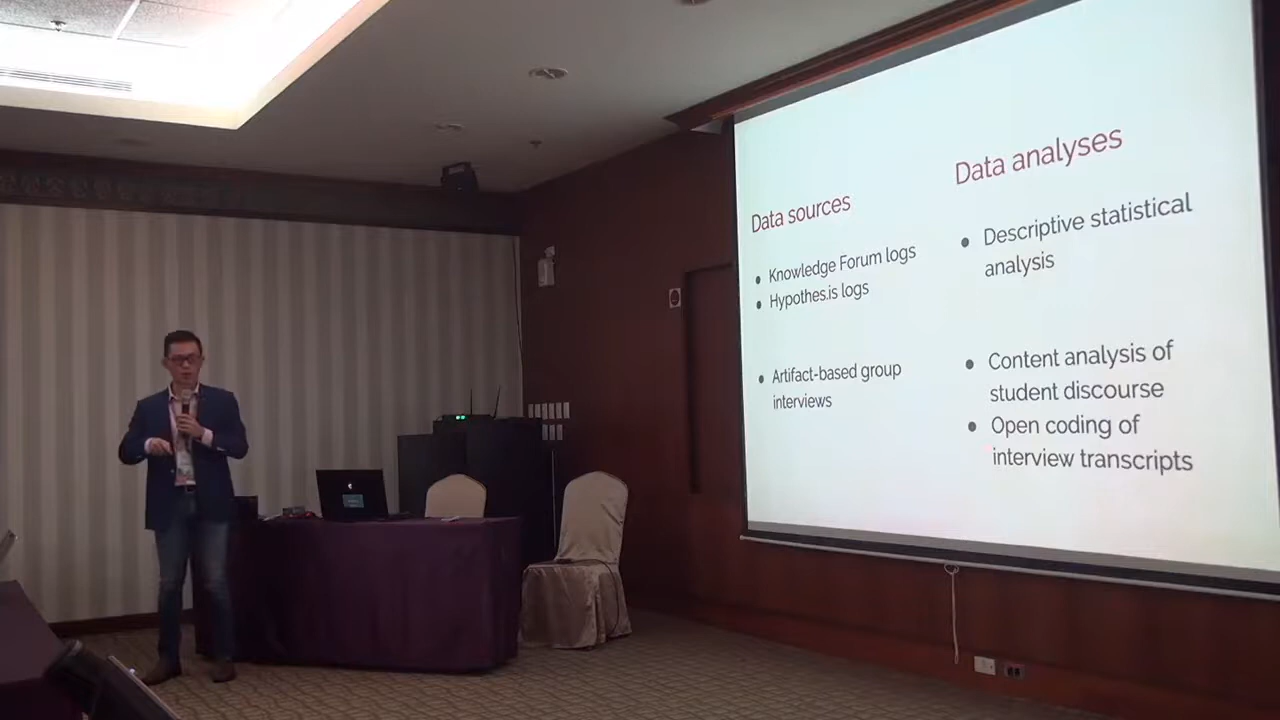 Data sources
Knowledge Forum logs
Hypothes.is logs
Artifact-based group
interviews
Data analyses
Descriptive statistical
analysis
Content analysis of
student discourse
Open coding of
interview transcripts